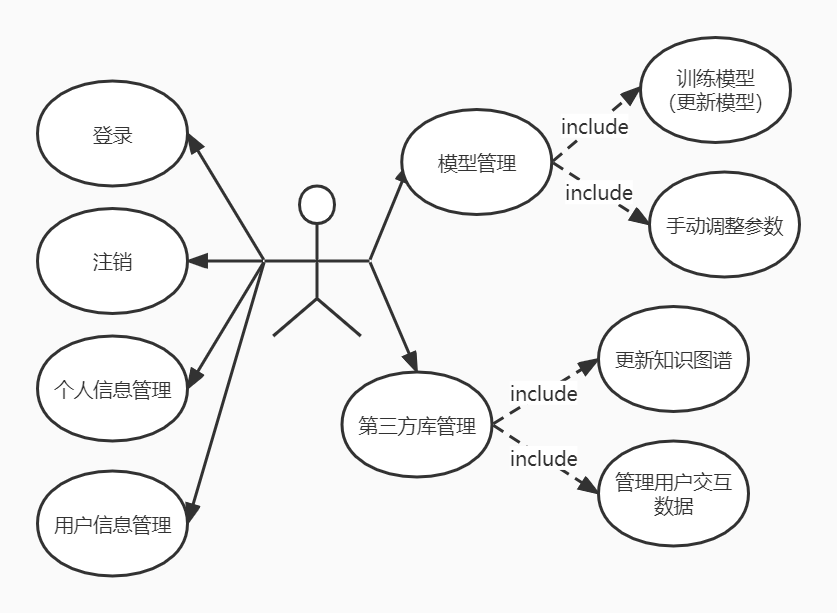 登录
注销
个人信息管理
用户信息管理
模型管理
include
include
训练模型
（更新模型）
手动调整参数
第三方库管理
include
include
更新知识图谱
管理用户交互
数据